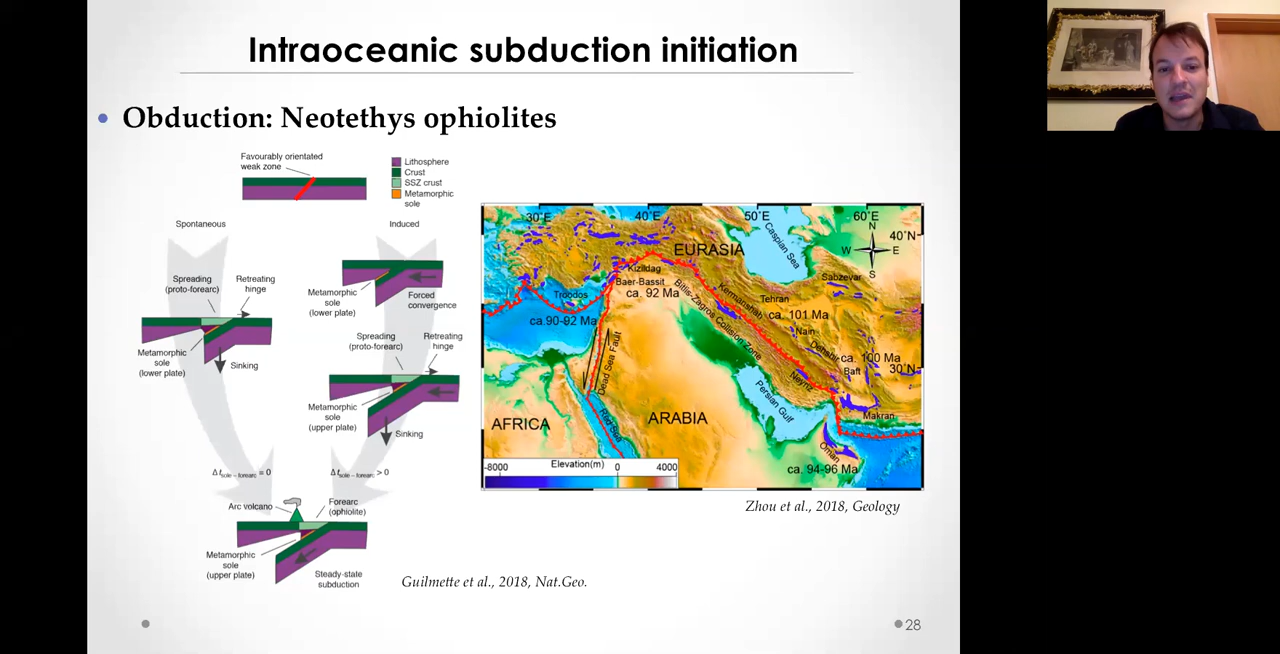 Intraoceanic subduction initiation
• Obduction: Neotethys ophiolites
Favourably orientated
weak zone
Lithosphere
Crust
SSZ crust
Metamorphic
sole
Spontaneous
Induced
Spreading
(proto-forearc)
Retreating
hinge
Metamorphic
sole
(lower plate)
Sinking
Metamorphic
sole
(lower plate)
Forced
convergence
Spreading
(proto-forearc)
Retreating
hinge
Metamorphic
sole
(upper plate)
Sinking
Δtsole – forearc = 0
Δtsole – forearc > 0
Arc volcano
Forearc
(ophiolite)
Metamorphic
sole
(upper plate)
Steady-state
subduction
Guilmette et al., 2018, Nat.Geo.
30°E
40°E
50°E
60°E
N
W
E
S
40°N
30°N
EURASIA
Caspian Sea
Kizildag
Baer-Bassit
ca. 92 Ma
Troodos
ca.90-92 Ma
Bitlis-Zagros Collision Zone
Kermanshah
Tehran
Sabzevar
ca. 101 Ma
Nain
Dehshir
ca. 100 Ma
Baft
Neyriz
Dead Sea Fault
Persian Gulf
Makran
AFRICA
ARABIA
Red Sea
Oman
ca. 94-96 Ma
Elevation(m)
-8000
0
4000
Zhou et al., 2018, Geology
28